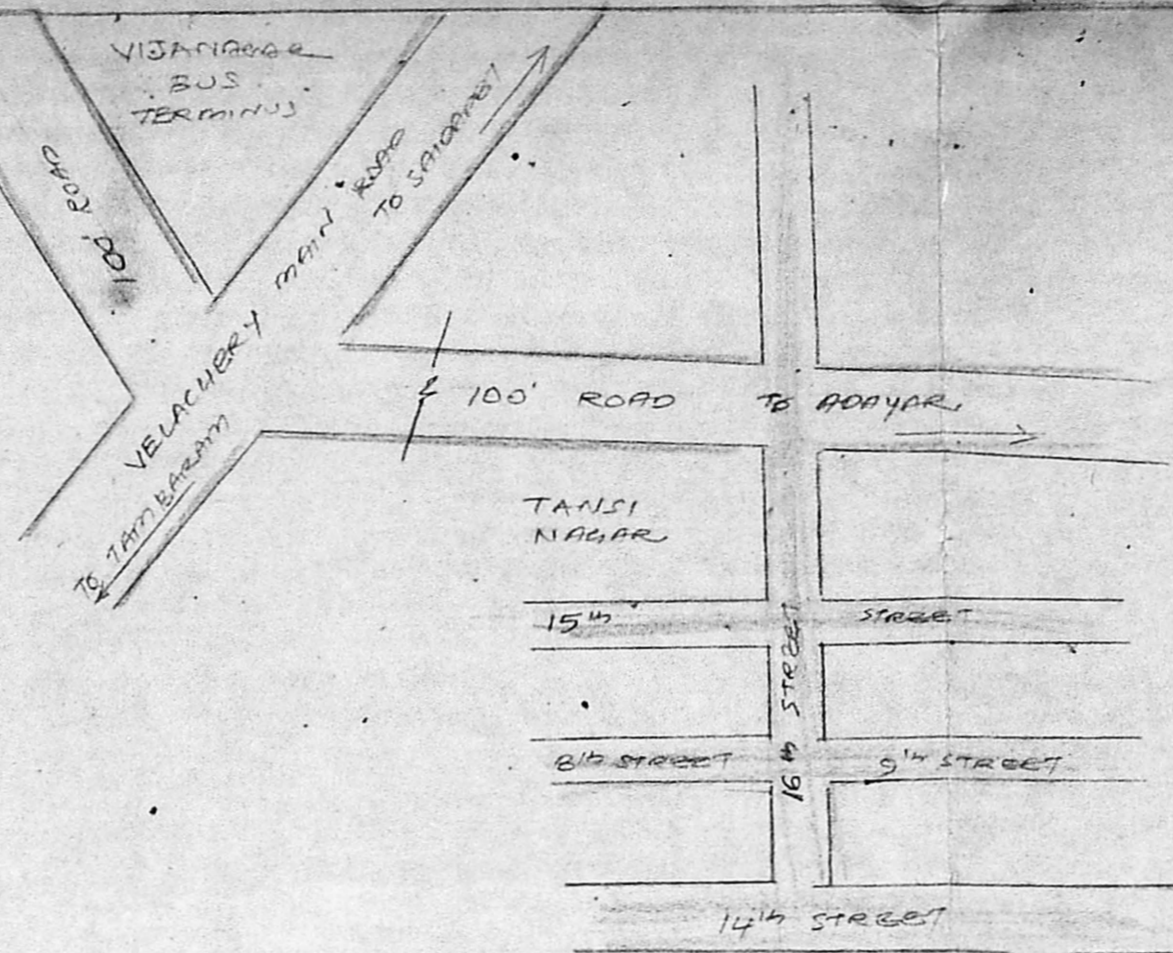 VIJANAGAR
BUS
TERMINUS
100' ROAD
VELACHERY MAIN ROAD
TO SAIDAPET
TO TAMBARAM
100' ROAD TO ADAYAR
TANSI
NAGAR
15th STREET
16th STREET
8th STREET 9th STREET
14th STREET